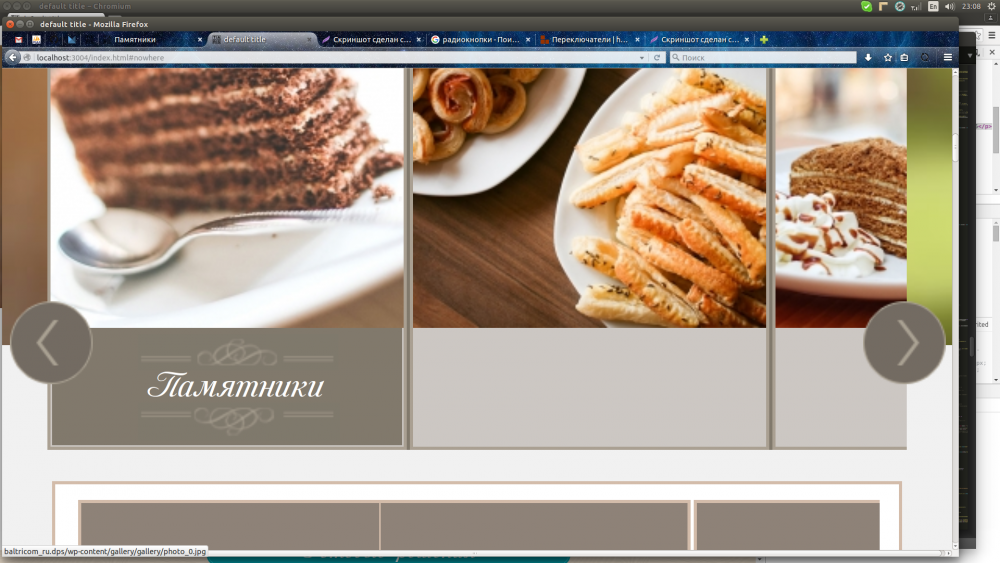 default title - Chromium
En
23:08
default title - Mozilla Firefox
Памятники
default title
Скриншот сделан с...
радиокнопки - Пои...
Переключатели | h...
Скриншот сделан с...
localhost:3004/index.html#nowhere
Поиск
Памятники
baltricom_ru.dps/wp-content/gallery/gallery/photo_0.jpg